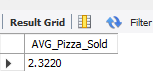 Result Grid Filter
AVG_Pizza_Sold
2.3220